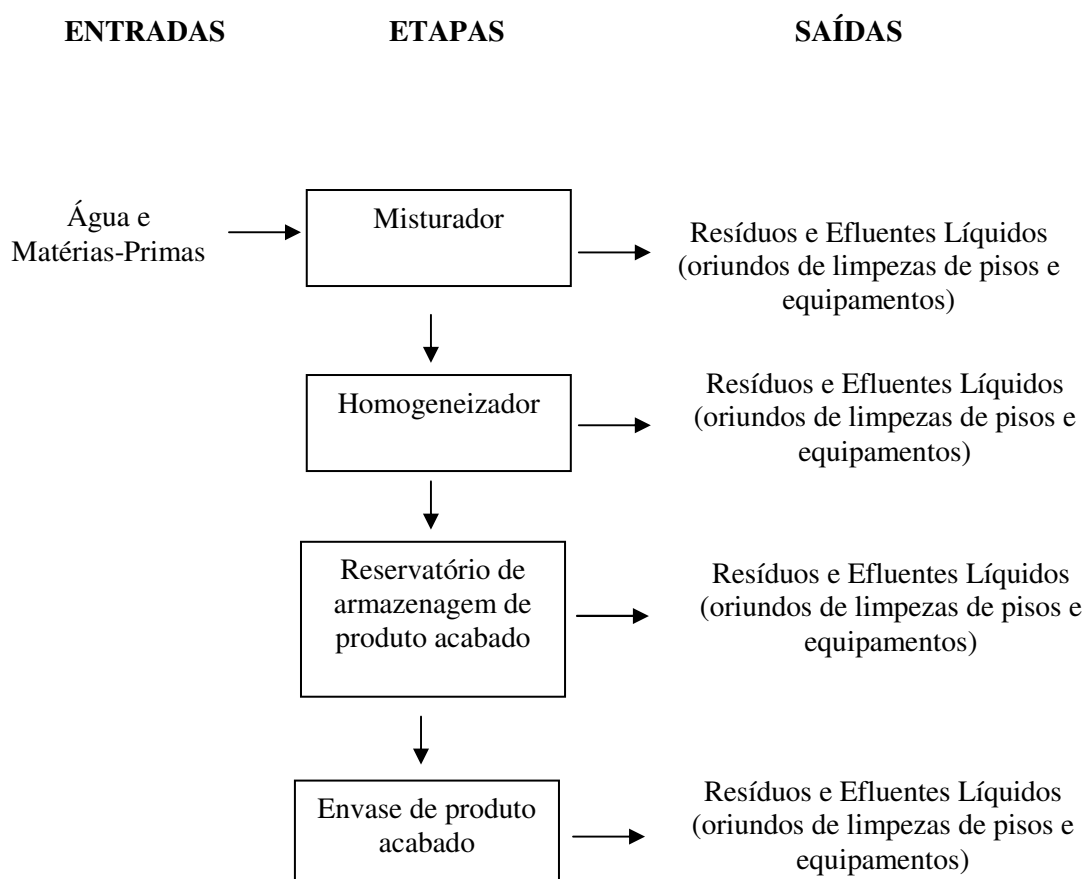 ENTRADAS ETAPAS SAÍDAS
Água e
Matérias-Primas
Misturador
Resíduos e Efluentes Líquidos
(oriundos de limpezas de pisos e
equipamentos)
Homogeneizador
Resíduos e Efluentes Líquidos
(oriundos de limpezas de pisos e
equipamentos)
Reservatório de
armazenagem de
produto acabado
Resíduos e Efluentes Líquidos
(oriundos de limpezas de pisos e
equipamentos)
Envase de produto
acabado
Resíduos e Efluentes Líquidos
(oriundos de limpezas de pisos e
equipamentos)